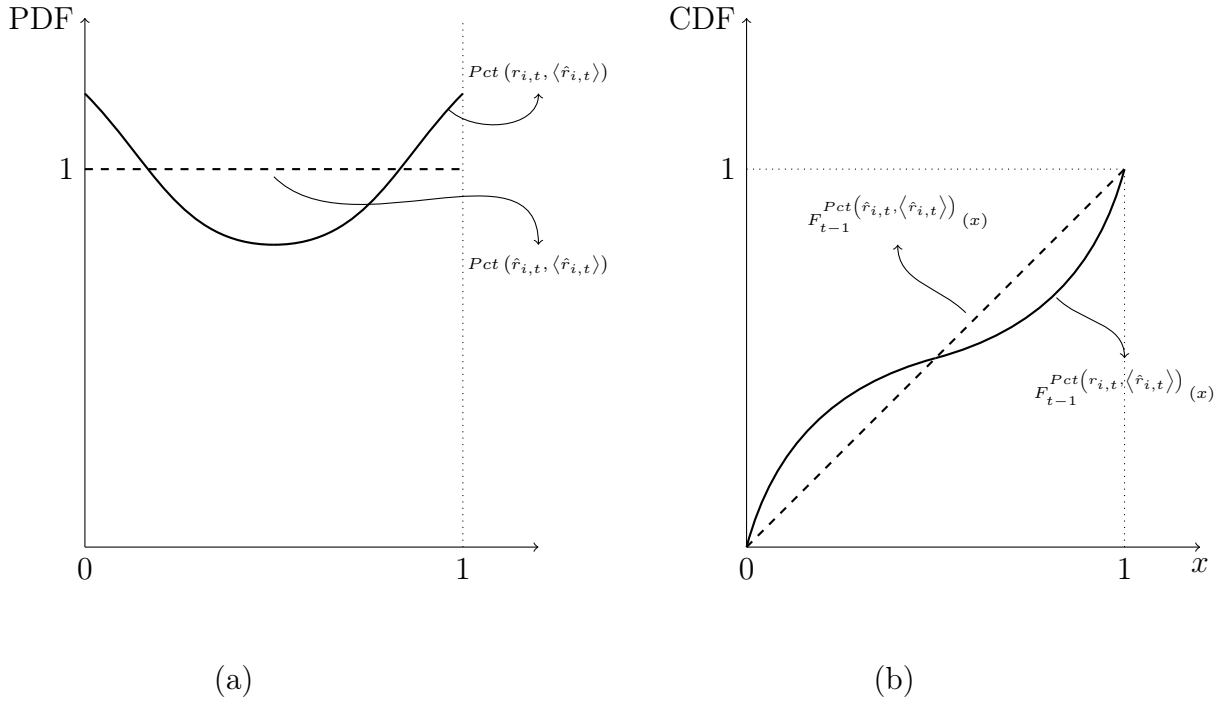 PDF
Pct (r_{i,t}, ⟨r̂_{i,t}⟩)
1
Pct (r̂_{i,t}, ⟨r̂_{i,t}⟩)
0
1
(a)
CDF
1
F_{t−1}^{Pct(r̂_{i,t}, ⟨r̂_{i,t}⟩)} (x)
F_{t−1}^{Pct(r_{i,t}, ⟨r̂_{i,t}⟩)} (x)
0
1
x
(b)